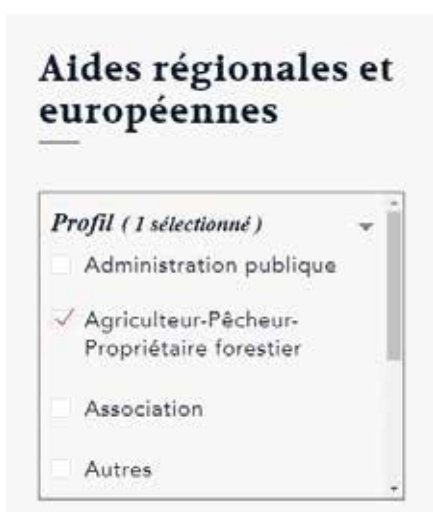 Aides régionales et
européennes
Profil ( 1 sélectionné )
Administration publique
Agriculteur-Pêcheur-
Propriétaire forestier
Association
Autres